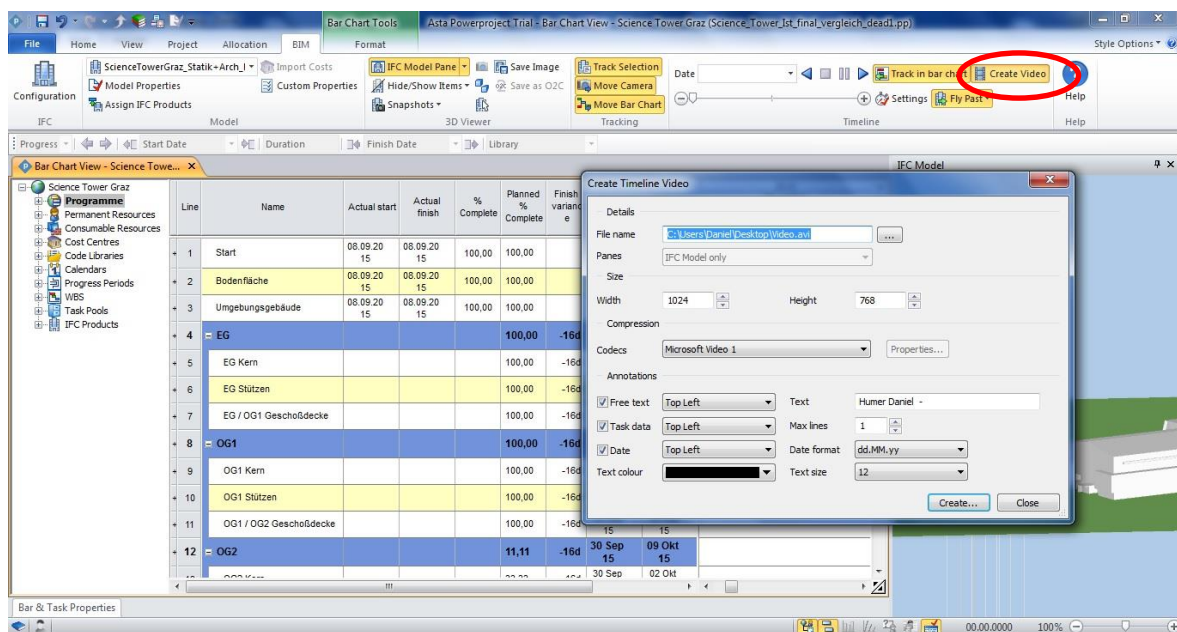 Bar Chart Tools Asta Powerproject Trial - Bar Chart View - Science Tower Graz (Science_Tower_Ist_final_vergleich_dead1.pp)
File Home View Project Allocation BIM Format Style Options
ScienceTowerGraz_Statik+Arch_I Import Costs IFC Model Pane Save Image Track Selection Date Track in bar chart Create Video
Configuration Model Properties Custom Properties Hide/Show Items Save as O2C Move Camera Help
Assign IFC Products Snapshots Move Bar Chart Settings Fly Past
IFC Model 3D Viewer Tracking Timeline Help
Progress Start Date Duration Finish Date Library
Bar Chart View - Science Towe... IFC Model
Science Tower Graz
Programme
Permanent Resources
Consumable Resources
Cost Centres
Code Libraries
Calendars
Progress Periods
WBS
Task Pools
IFC Products
Line Name Actual start Actual finish % Complete Planned % Complete Finish varianc e
1 Start 08.09.20 15 08.09.20 15 100,00 100,00
2 Bodenfläche 08.09.20 15 08.09.20 15 100,00 100,00
3 Umgebungsgebäude 08.09.20 15 08.09.20 15 100,00 100,00
4 EG 100,00 -16d
5 EG Kern 100,00 -16d
6 EG Stützen 100,00 -16d
7 EG / OG1 Geschoßdecke 100,00 -16d
8 OG1 100,00 -16d
9 OG1 Kern 100,00 -16d
10 OG1 Stützen 100,00 -16d
11 OG1 / OG2 Geschoßdecke 100,00 -16d 15 15
12 OG2 11,11 -16d 30 Sep 15 09 Okt 15
30 Sep 02 Okt
Create Timeline Video
Details
File name C:\Users\Daniel\Desktop\Video.avi ...
Panes IFC Model only
Size
Width 1024 Height 768
Compression
Codecs Microsoft Video 1 Properties...
Annotations
Free text Top Left Text Humer Daniel -
Task data Top Left Max lines 1
Date Top Left Date format dd.MM.yy
Text colour Text size 12
Create... Close
Bar & Task Properties
00.00.0000 100%